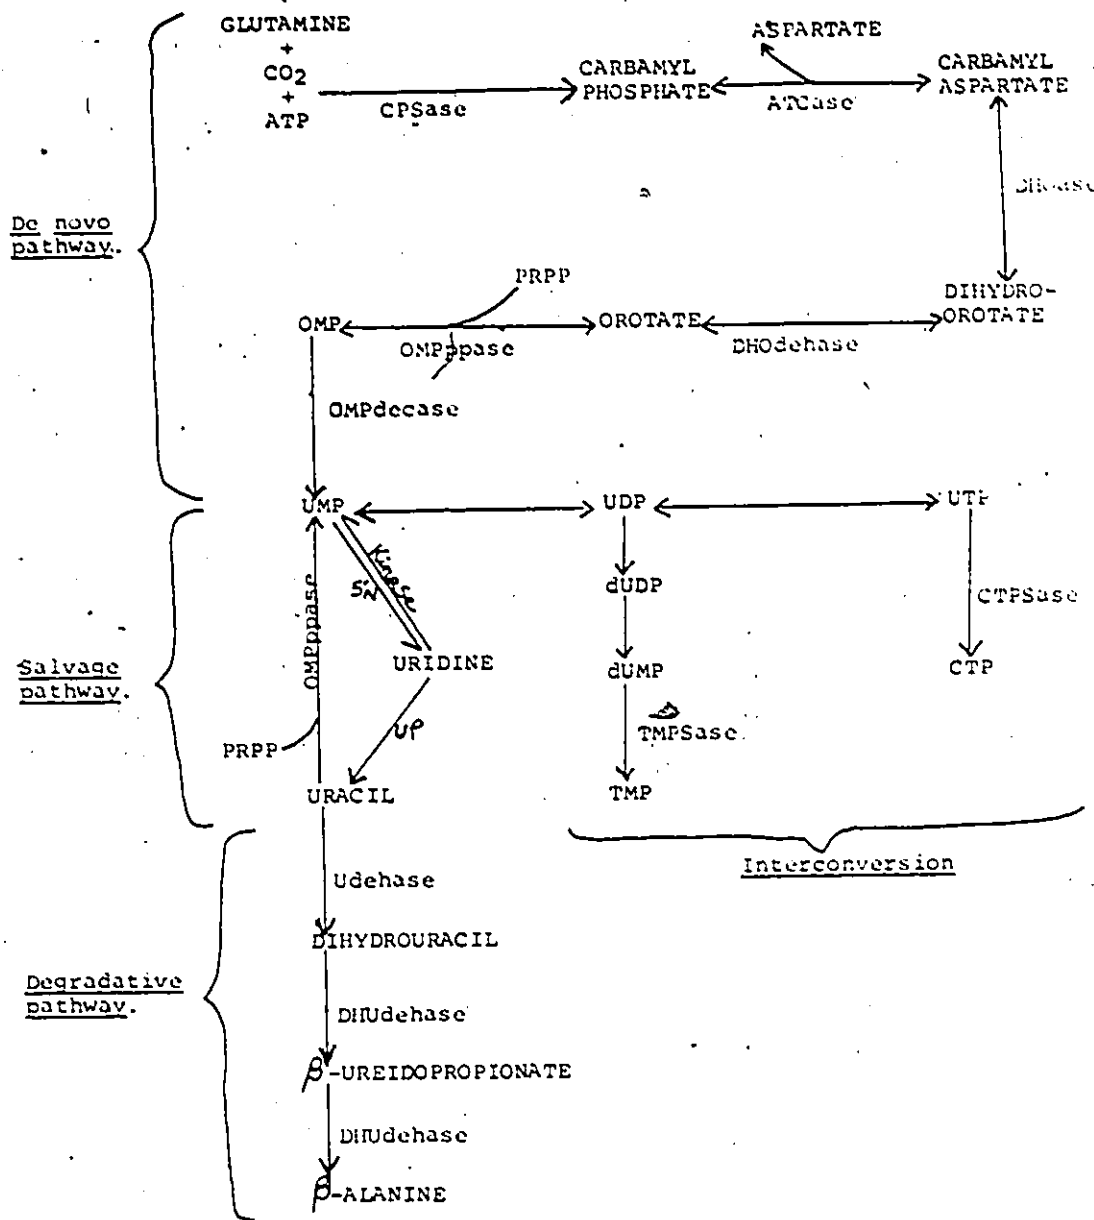 GLUTAMINE
+
CO2
+
ATP
CPSase
CARBAMYL
PHOSPHATE
ASPARTATE
ATCase
CARBAMYL
ASPARTATE
DHOase
De novo
pathway.
PRPP
OMP
OMPppase
OROTATE
DHOdehase
DIHYDRO-
OROTATE
OMPdecase
UMP
UDP
UTP
Kinase
5'N
OMPppase
dUDP
CTPSase
URIDINE
dUMP
CTP
Salvage
pathway.
UP
TMPSase
PRPP
URACIL
TMP
Interconversion
Udehase
DIHYDROURACIL
Degradative
pathway.
DHUdehase
β-UREIDOPROPIONATE
DHUdehase
β-ALANINE